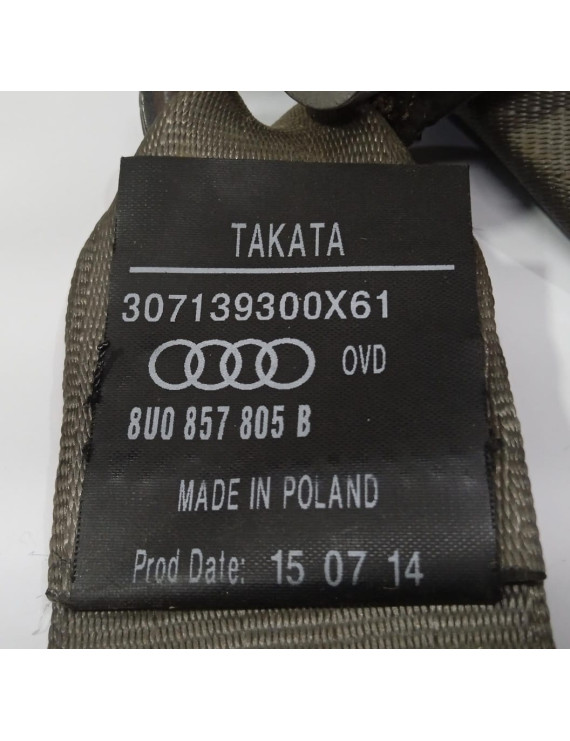 TAKATA
307139300X61
OVD
8U0 857 805 B
MADE IN POLAND
Prod Date: 15 07 14